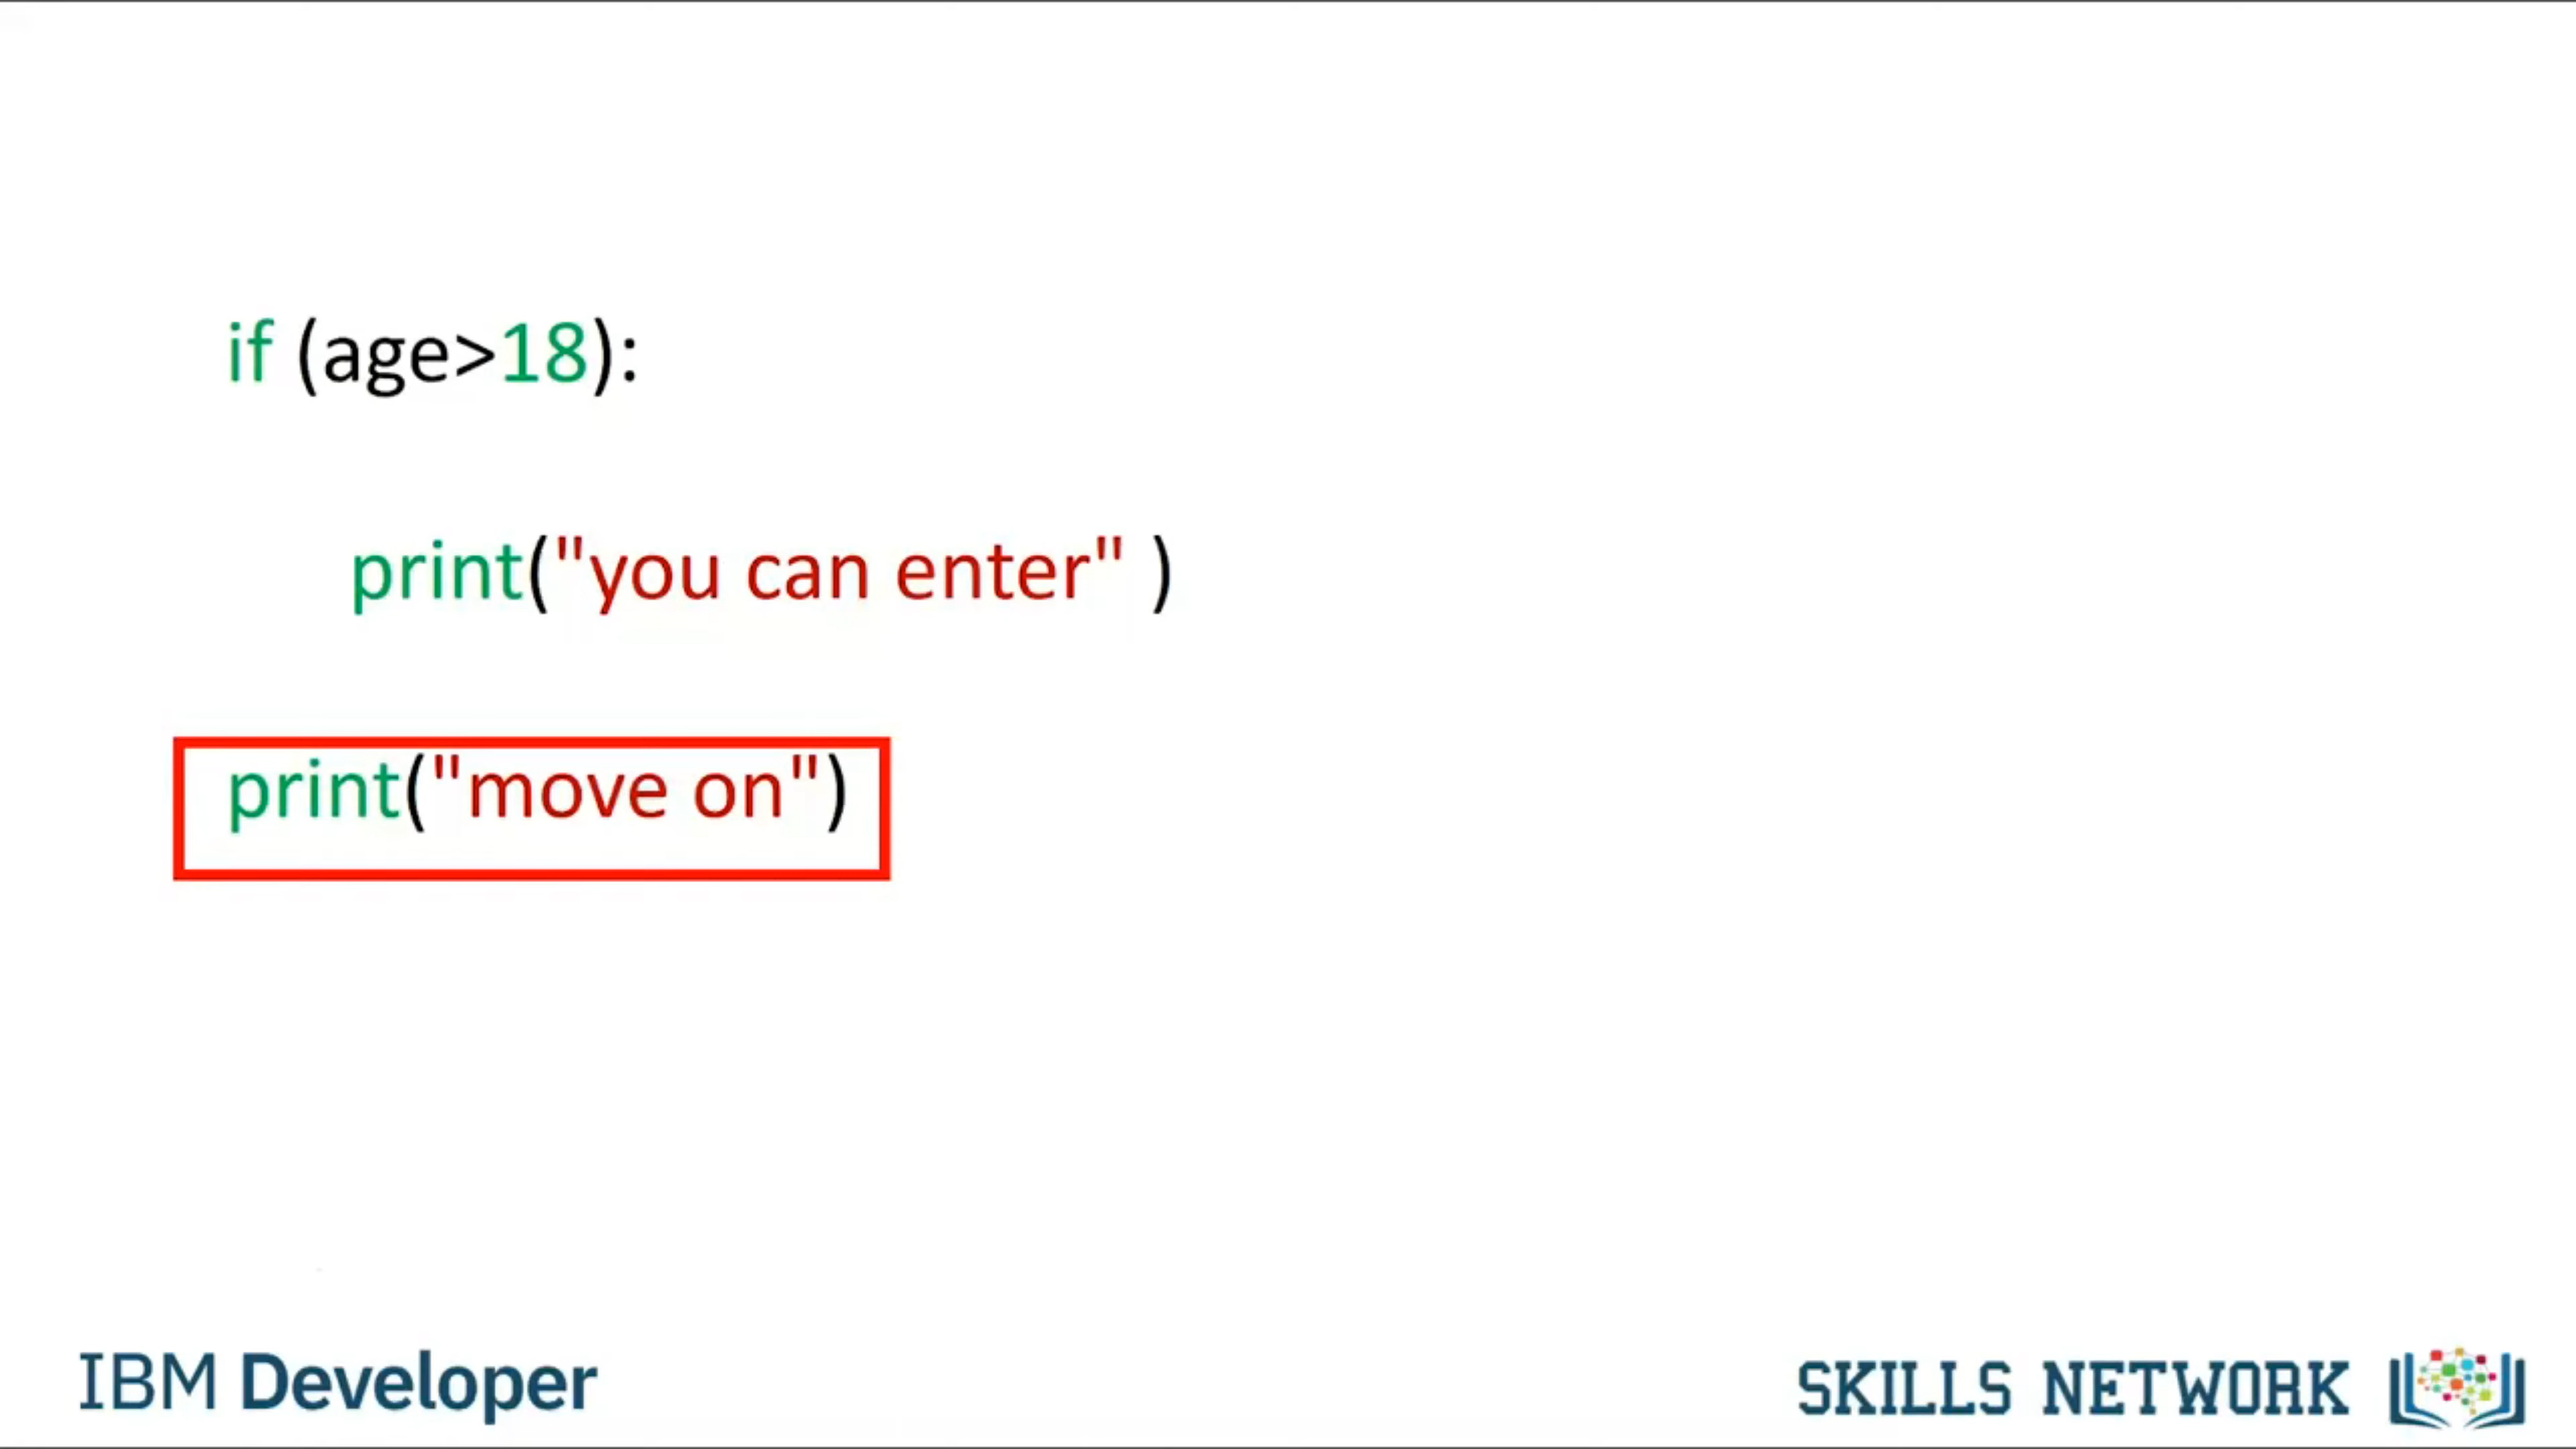 if (age>18):
print("you can enter" )
print("move on")
IBM Developer
SKILLS NETWORK